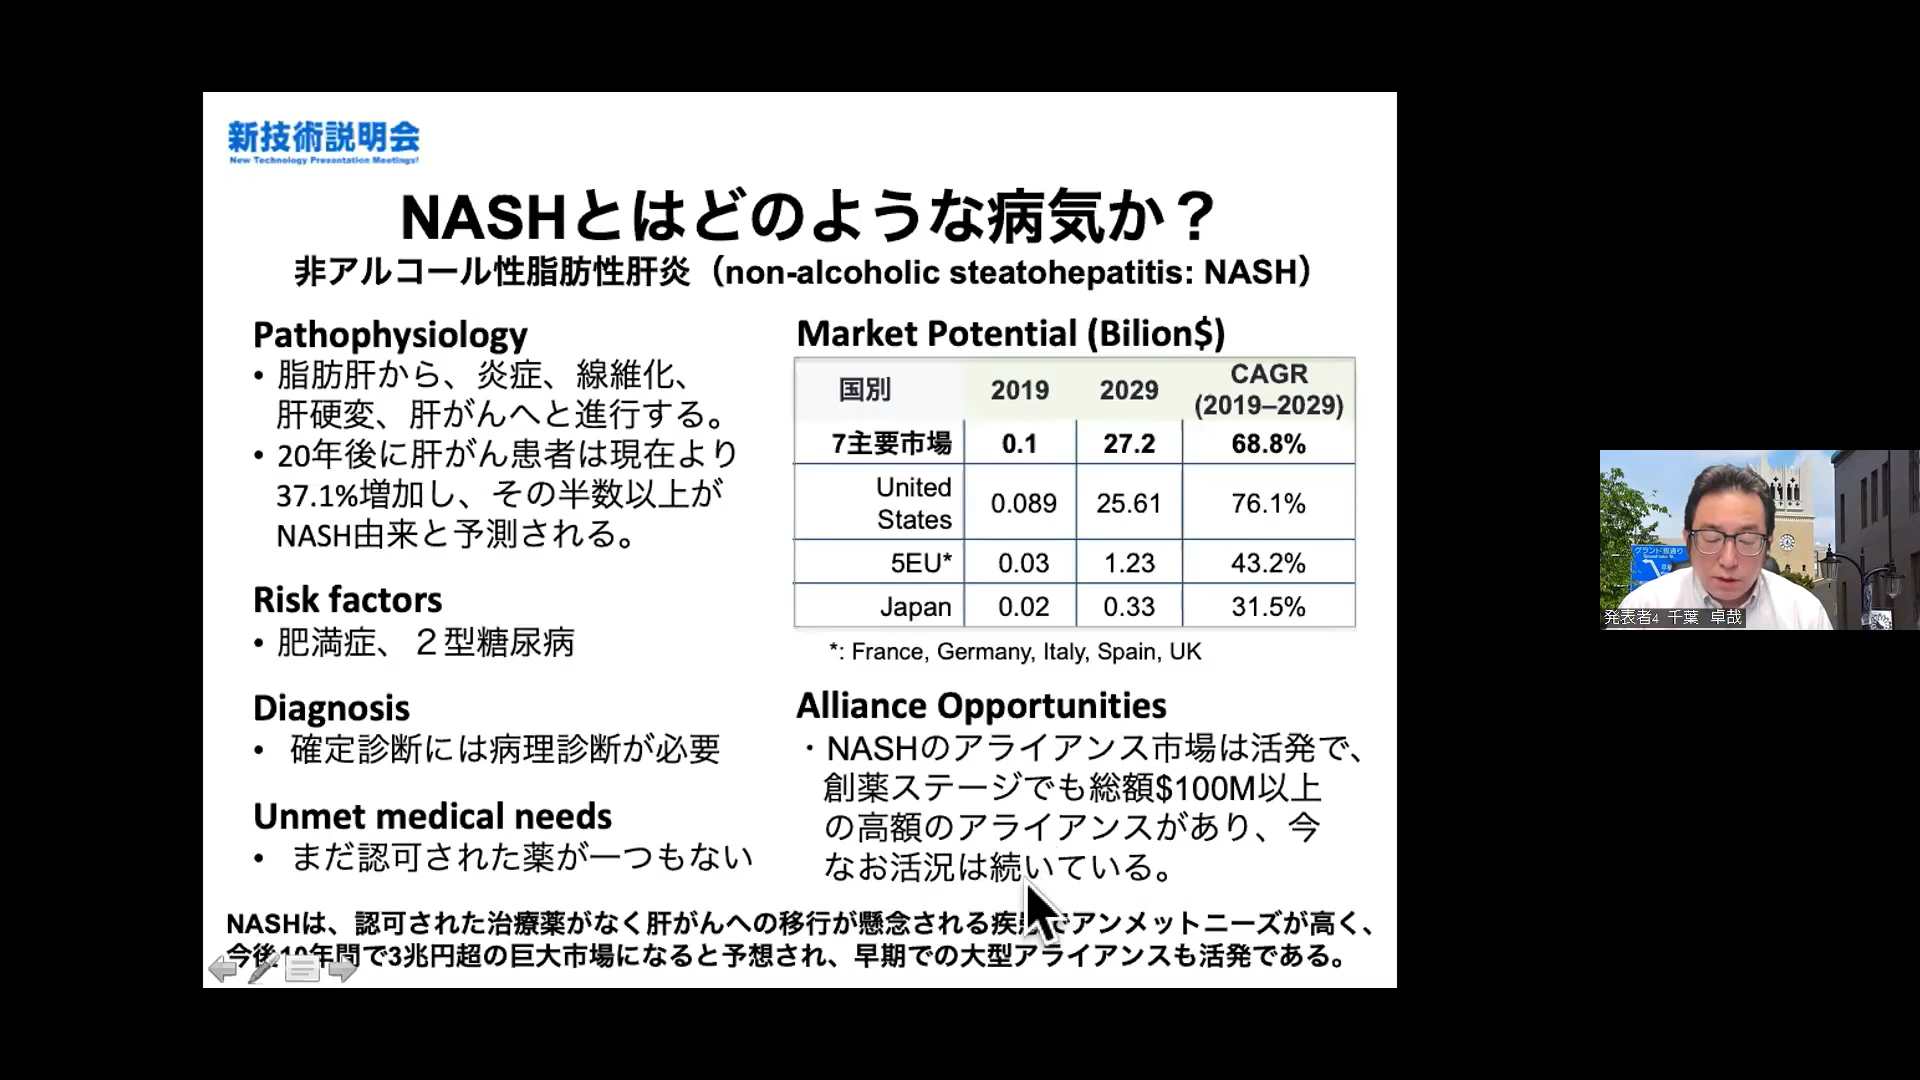 新技術説明会
New Technology Presentation Meetings!
NASHとはどのような病気か？
非アルコール性脂肪性肝炎（non-alcoholic steatohepatitis: NASH）
Pathophysiology
• 脂肪肝から、炎症、線維化、
肝硬変、肝がんへと進行する。
• 20年後に肝がん患者は現在より
37.1%増加し、その半数以上が
NASH由来と予測される。
Risk factors
• 肥満症、２型糖尿病
Diagnosis
• 確定診断には病理診断が必要
Unmet medical needs
• まだ認可された薬が一つもない
Market Potential (Bilion$)
国別 2019 2029 CAGR
(2019–2029)
7主要市場 0.1 27.2 68.8%
United
States 0.089 25.61 76.1%
5EU* 0.03 1.23 43.2%
Japan 0.02 0.33 31.5%
*: France, Germany, Italy, Spain, UK
Alliance Opportunities
・NASHのアライアンス市場は活発で、
創薬ステージでも総額$100M以上
の高額のアライアンスがあり、今
なお活況は続いている。
NASHは、認可された治療薬がなく肝がんへの移行が懸念される疾患でアンメットニーズが高く、
今後10年間で3兆円超の巨大市場になると予想され、早期での大型アライアンスも活発である。
グランド坂通り
発表者4 千葉 卓哉